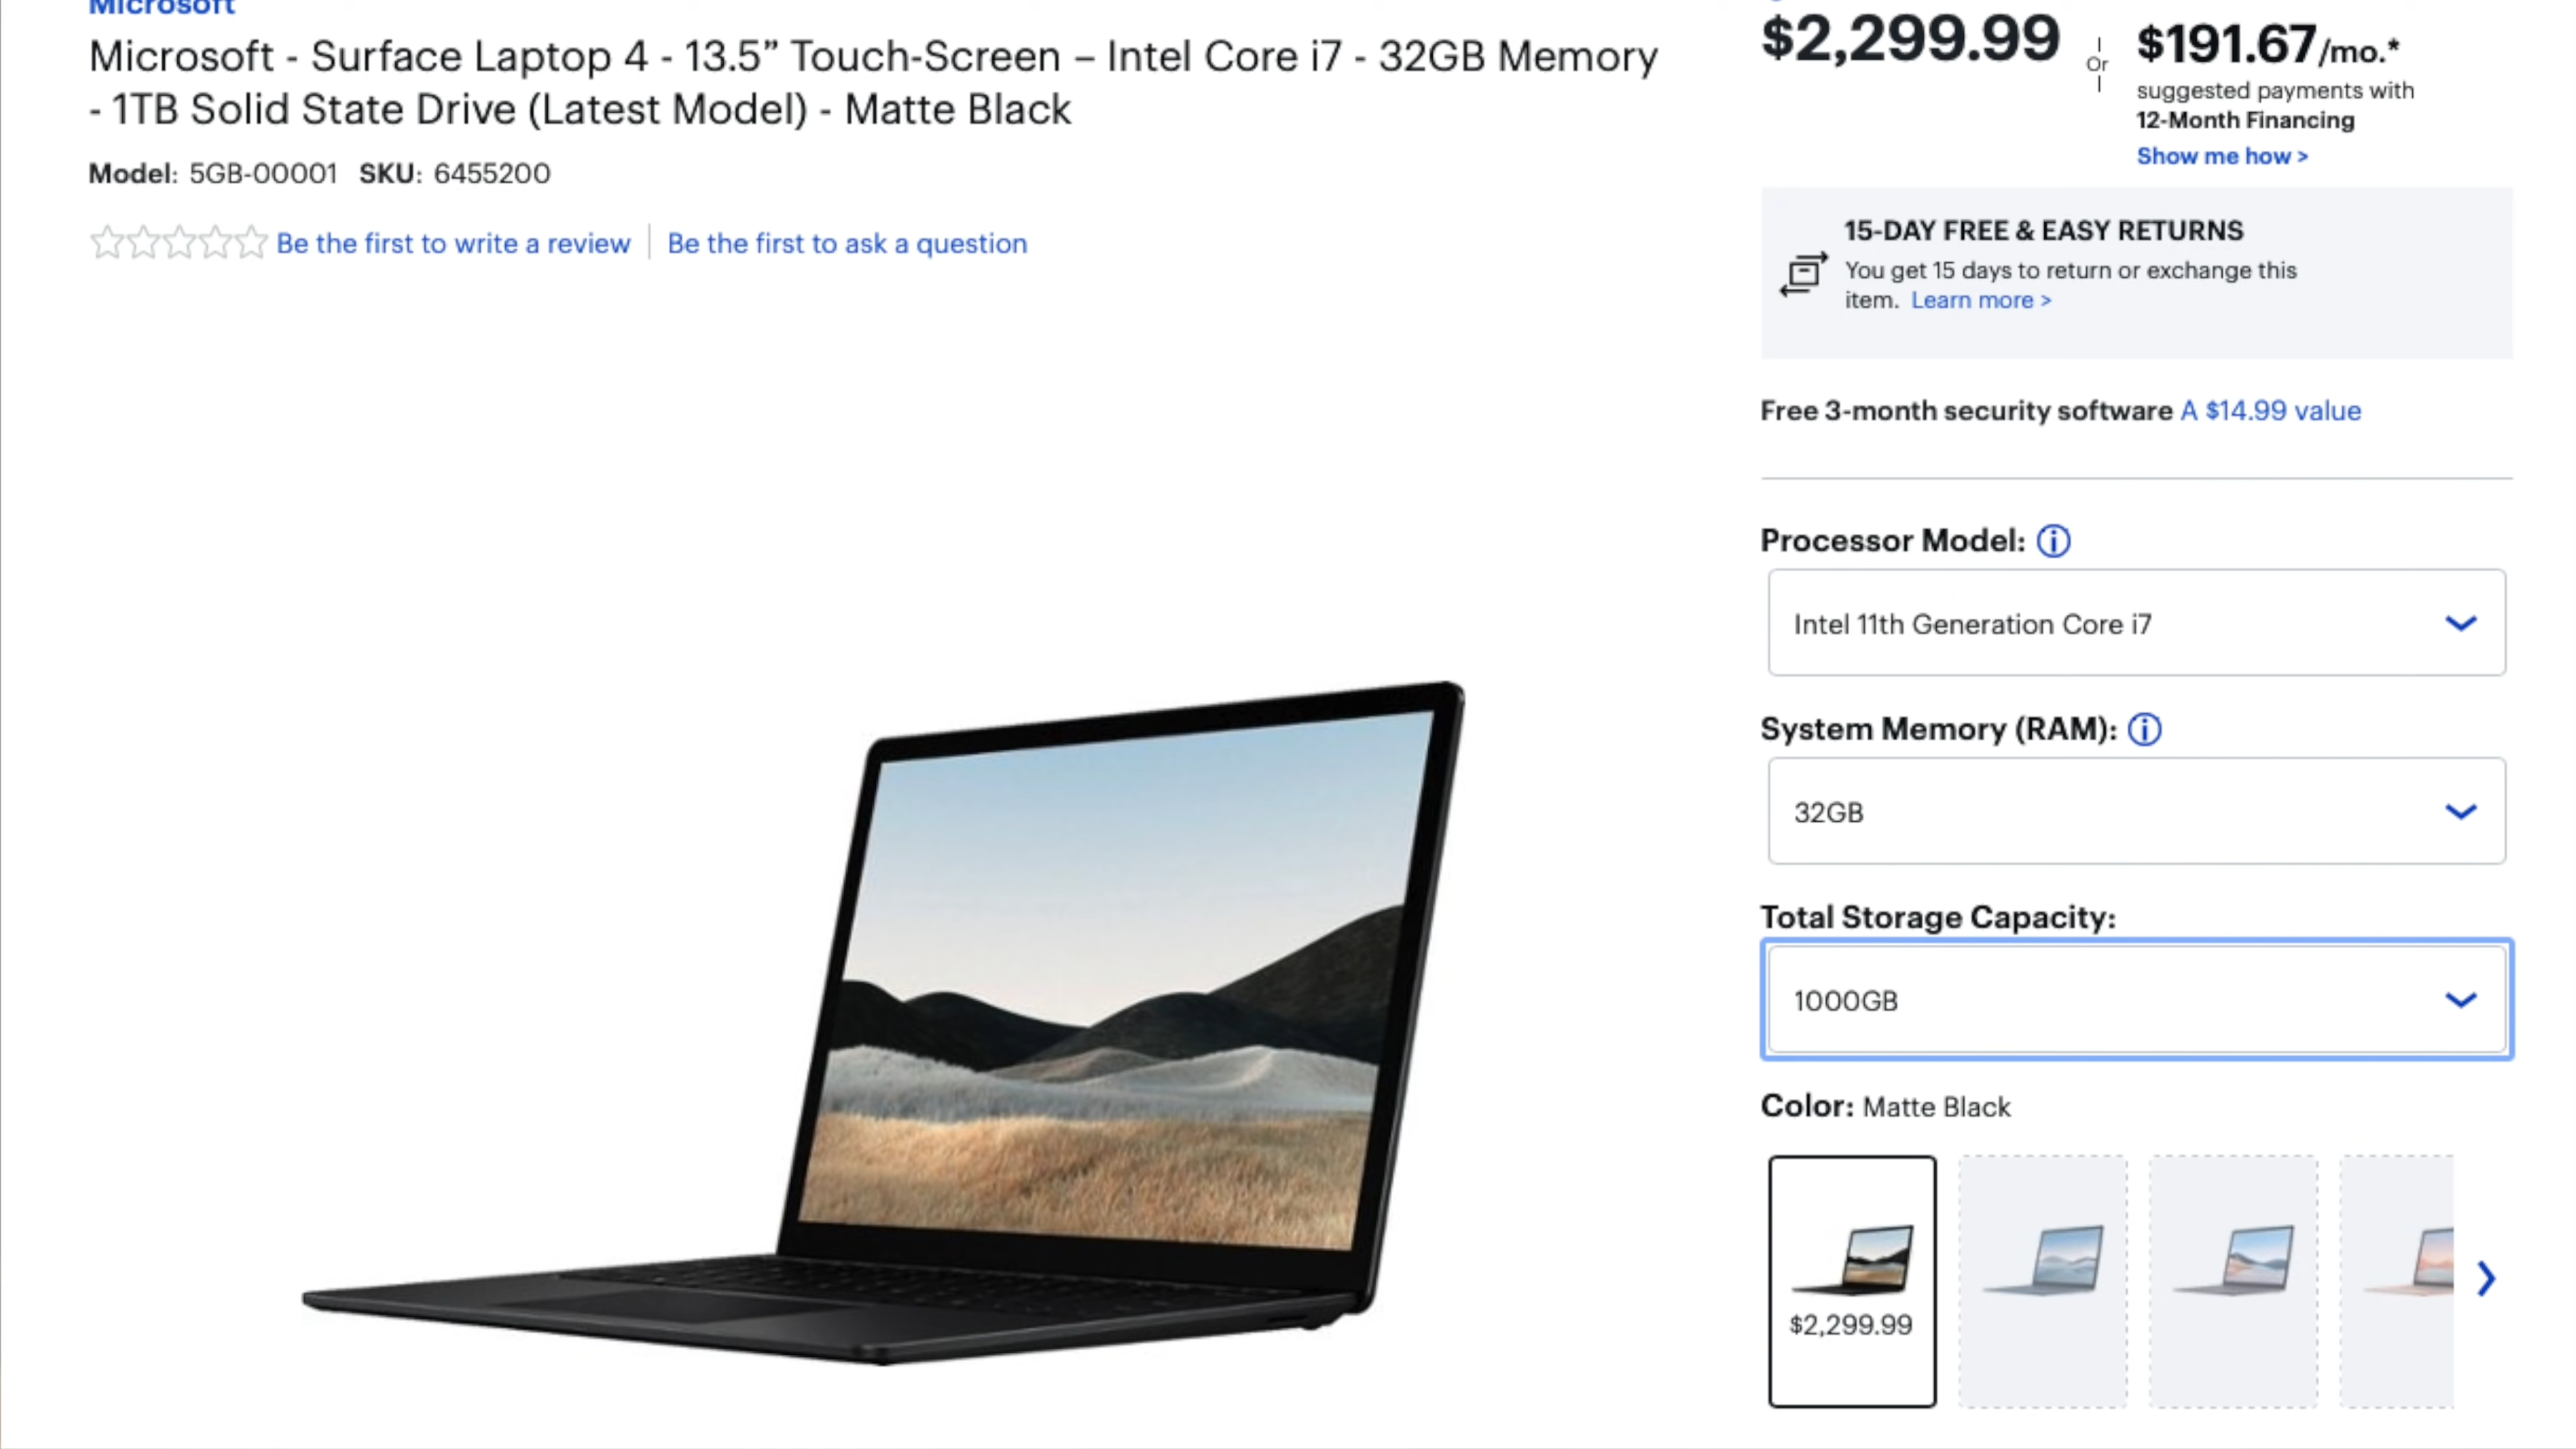 Microsoft
Microsoft - Surface Laptop 4 - 13.5” Touch-Screen – Intel Core i7 - 32GB Memory
- 1TB Solid State Drive (Latest Model) - Matte Black
Model: 5GB-00001 SKU: 6455200
Be the first to write a review
Be the first to ask a question
$2,299.99
Or
$191.67/mo.*
suggested payments with
12-Month Financing
Show me how >
15-DAY FREE & EASY RETURNS
You get 15 days to return or exchange this
item. Learn more >
Free 3-month security software A $14.99 value
Processor Model:
Intel 11th Generation Core i7
System Memory (RAM):
32GB
Total Storage Capacity:
1000GB
Color: Matte Black
$2,299.99